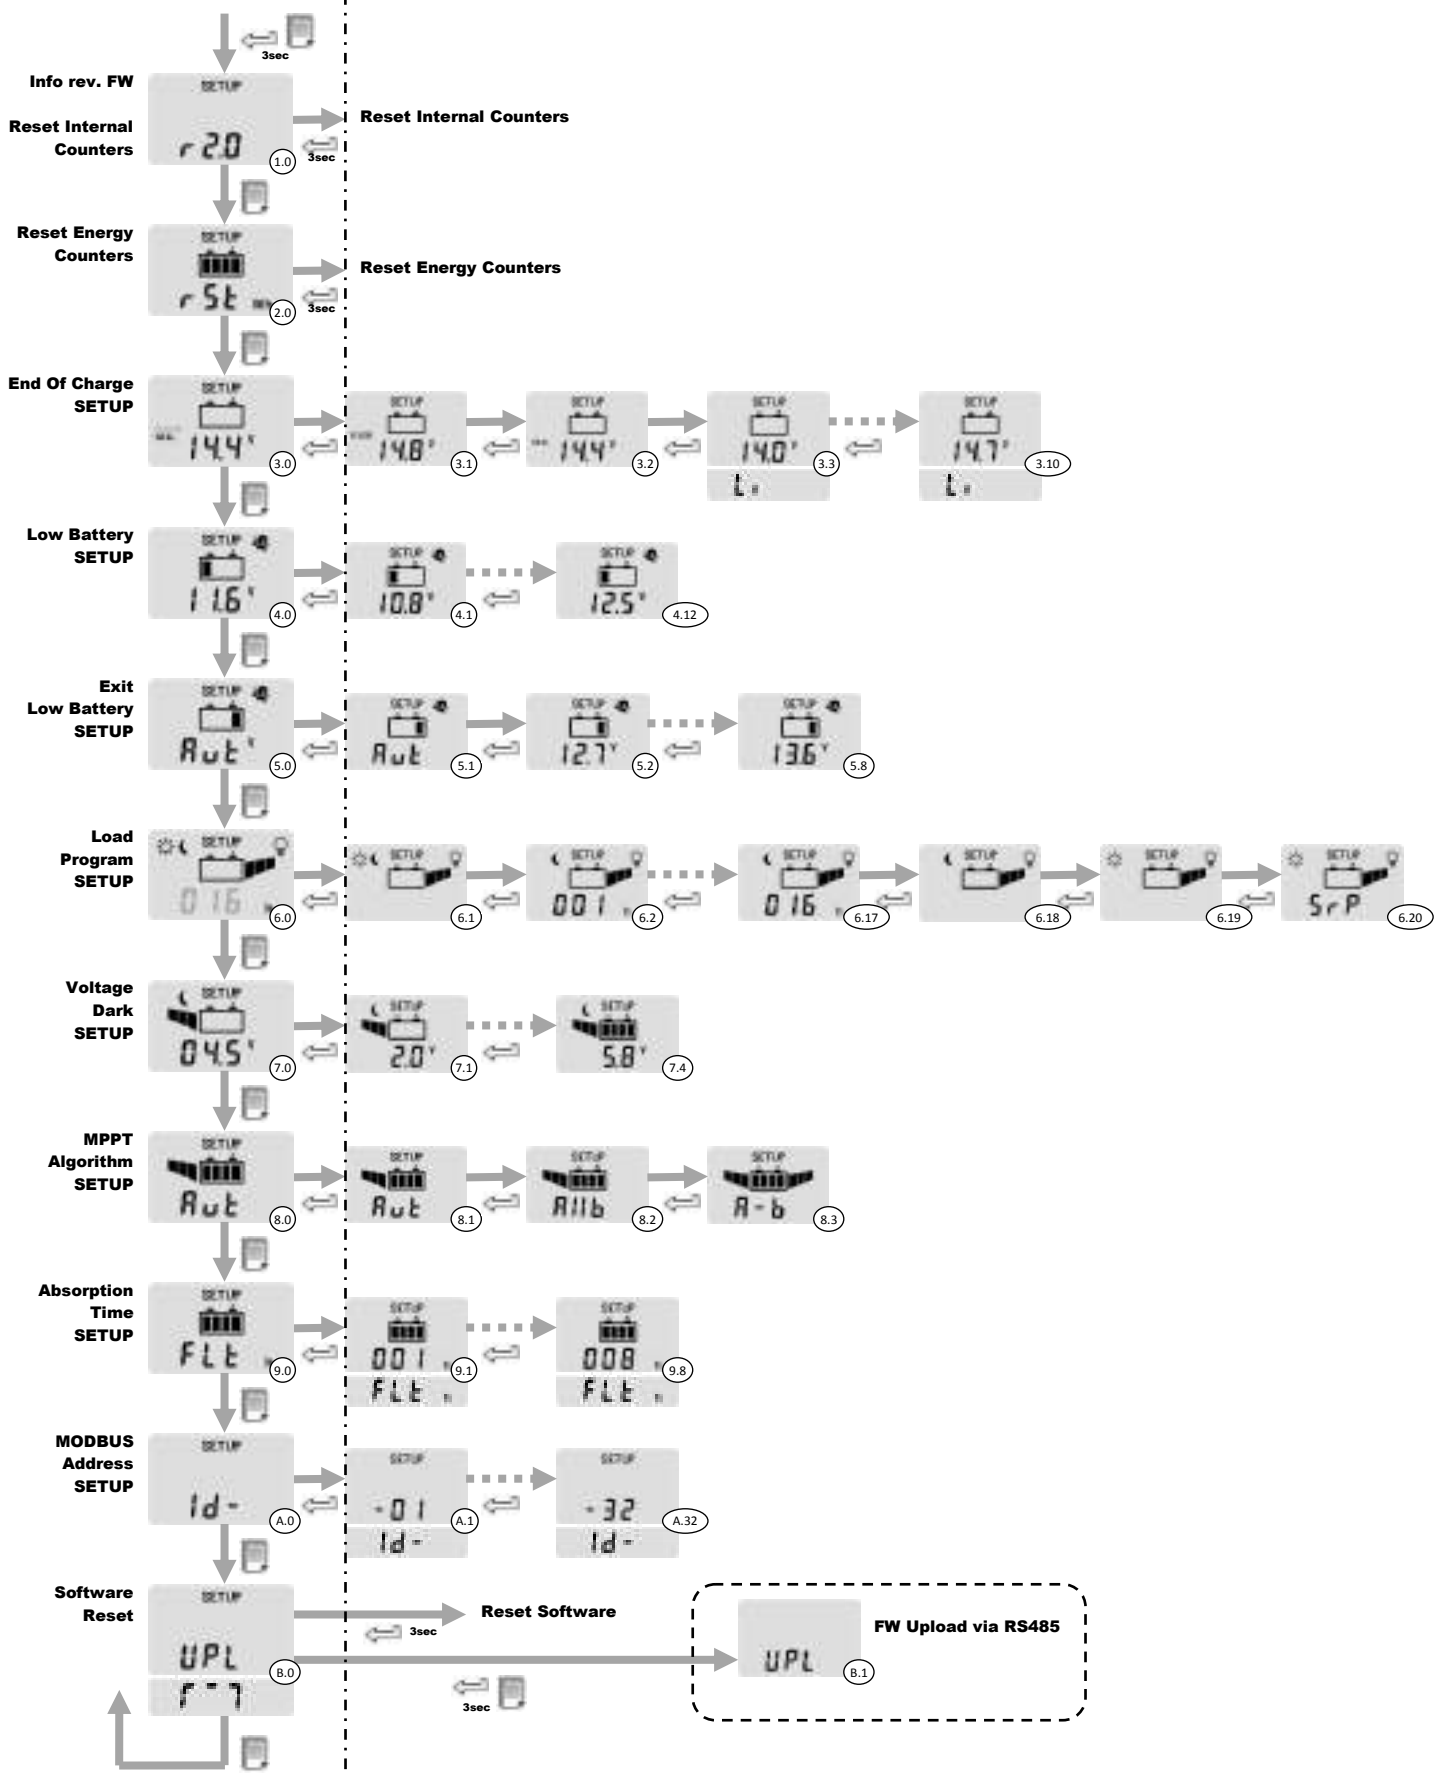 3sec
Info rev. FW
Reset Internal
Counters
SETUP
r 2.0
1.0
3sec
Reset Internal Counters
Reset Energy
Counters
SETUP
rSt
2.0
3sec
Reset Energy Counters
End Of Charge
SETUP
SETUP
14.4 V
3.0
SETUP
14.8
3.1
SETUP
14.4
3.2
SETUP
14.0
3.3
L
SETUP
14.7
3.10
L
Low Battery
SETUP
SETUP
11.6 V
4.0
SETUP
10.8 V
4.1
SETUP
12.5 V
4.12
Exit
Low Battery
SETUP
SETUP
Aut V
5.0
SETUP
Aut
5.1
SETUP
12.7 V
5.2
SETUP
13.6 V
5.8
Load
Program
SETUP
SETUP
016
6.0
SETUP
6.1
SETUP
001
6.2
SETUP
016
6.17
SETUP
6.18
SETUP
6.19
SETUP
SrP
6.20
Voltage
Dark
SETUP
SETUP
04.5 V
7.0
SETUP
2.0 V
7.1
SETUP
5.8 V
7.4
MPPT
Algorithm
SETUP
SETUP
Aut
8.0
SETUP
Aut
8.1
SETUP
A11b
8.2
SETUP
A-b
8.3
Absorption
Time
SETUP
SETUP
FLt
9.0
SETUP
001
9.1
FLt
SETUP
008
9.8
FLt
MODBUS
Address
SETUP
SETUP
Id-
A.0
SETUP
-01
A.1
Id-
SETUP
-32
A.32
Id-
Software
Reset
SETUP
UPL
B.0
3sec
Reset Software
3sec
UPL
B.1
FW Upload via RS485